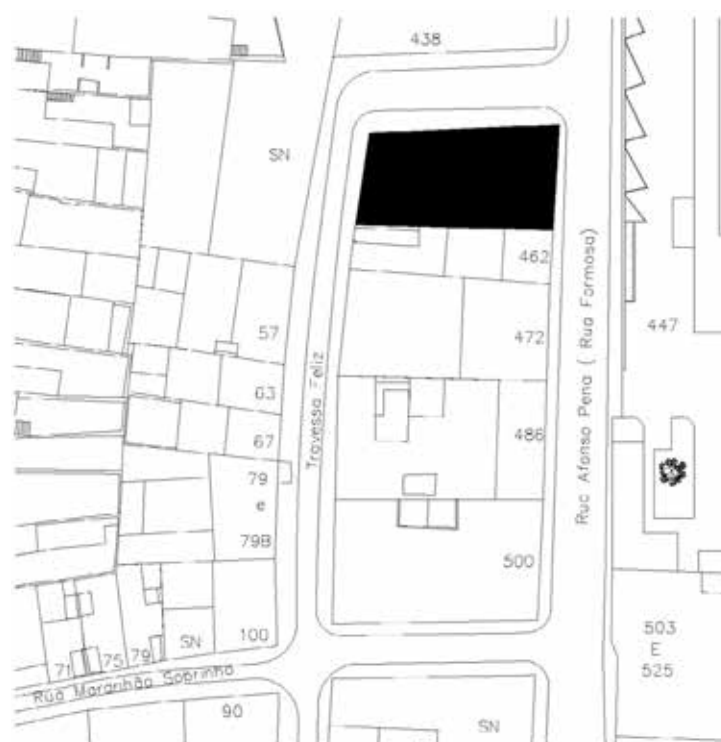 438
SN
462
57
472
447
Travessa Feliz
Rua Afonso Pena ( Rua Formosa)
63
486
67
79
e
79B
500
100
SN
71
75
79
503
E
525
Rua Maranhão Sobrinho
90
SN